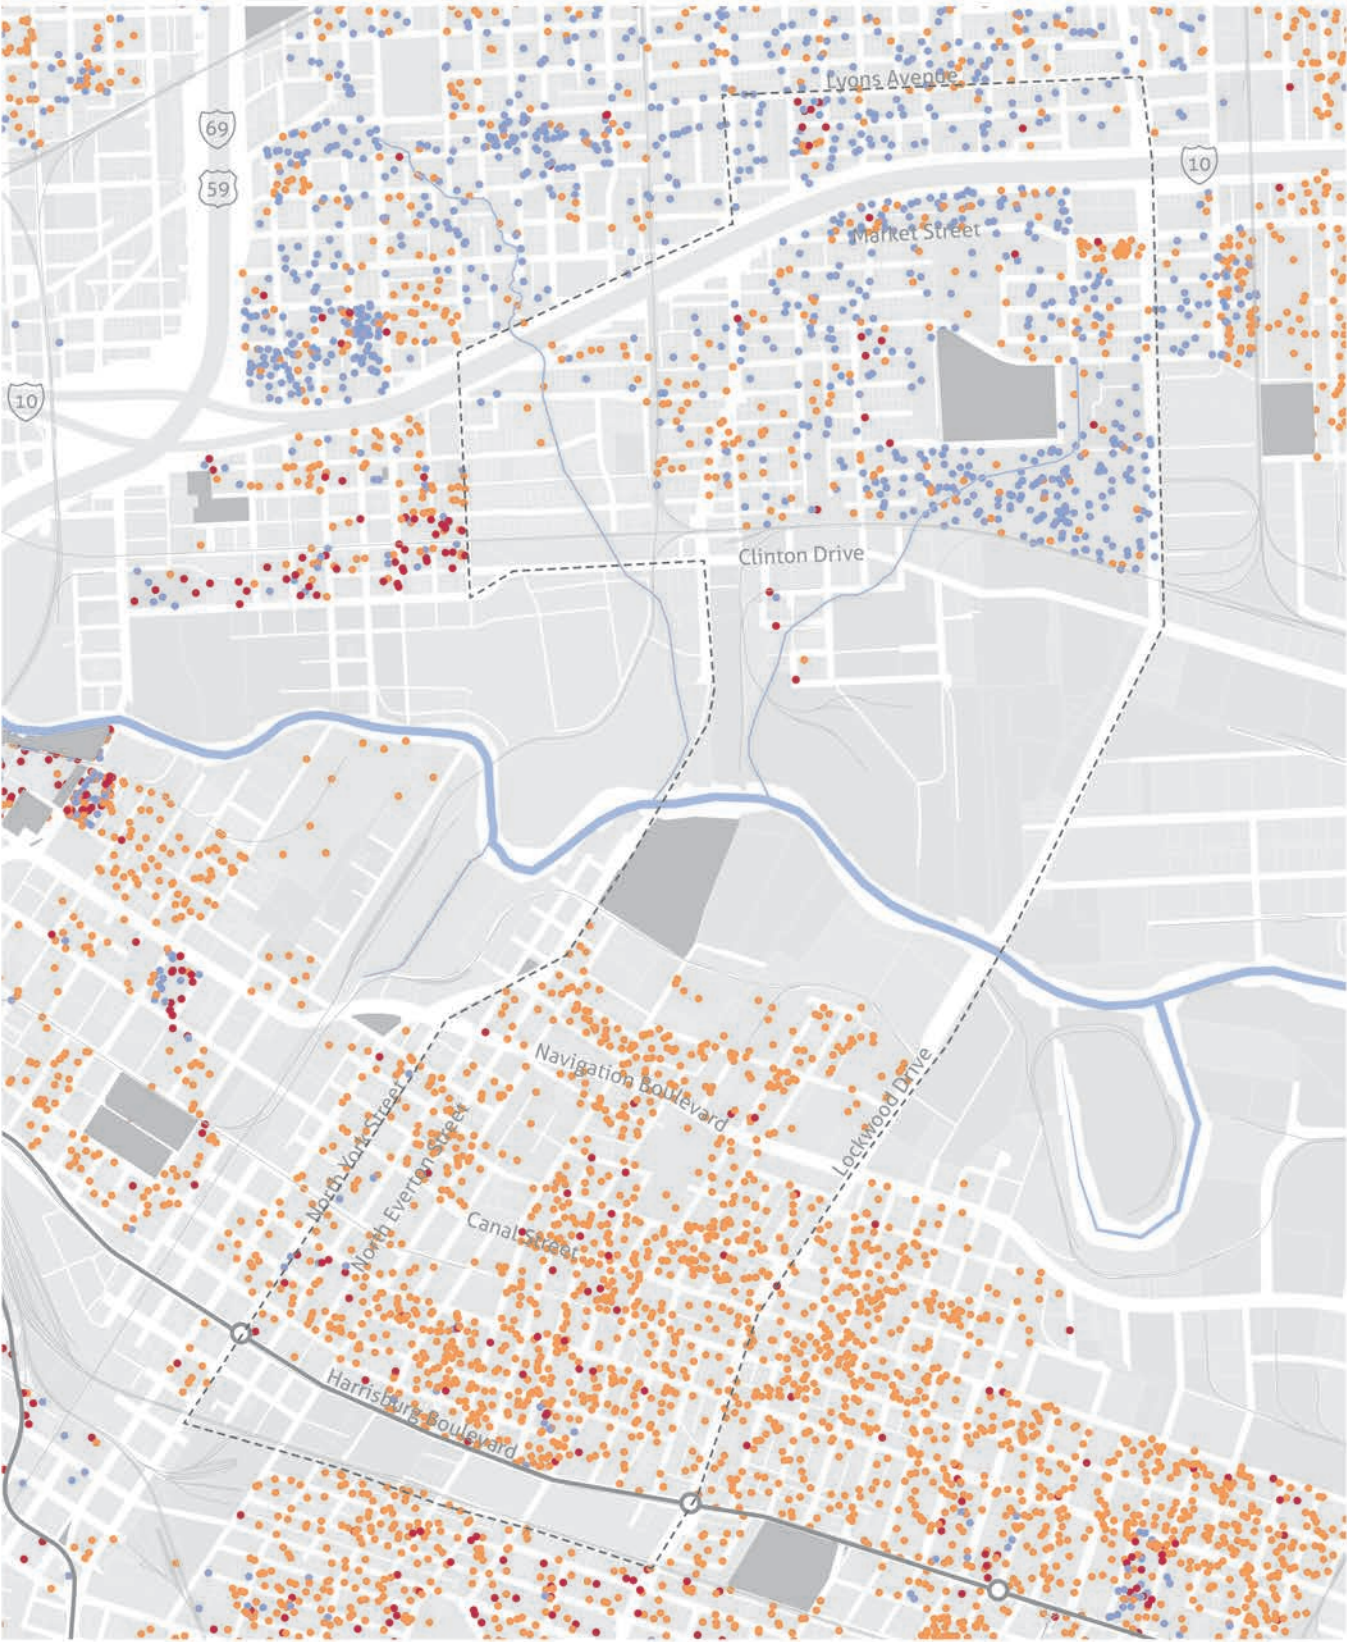 Lyons Avenue
69
10
59
Market Street
10
Clinton Drive
Navigation Boulevard
Lockwood Drive
North York Street
North Everton Street
Canal Street
Harrisburg Boulevard